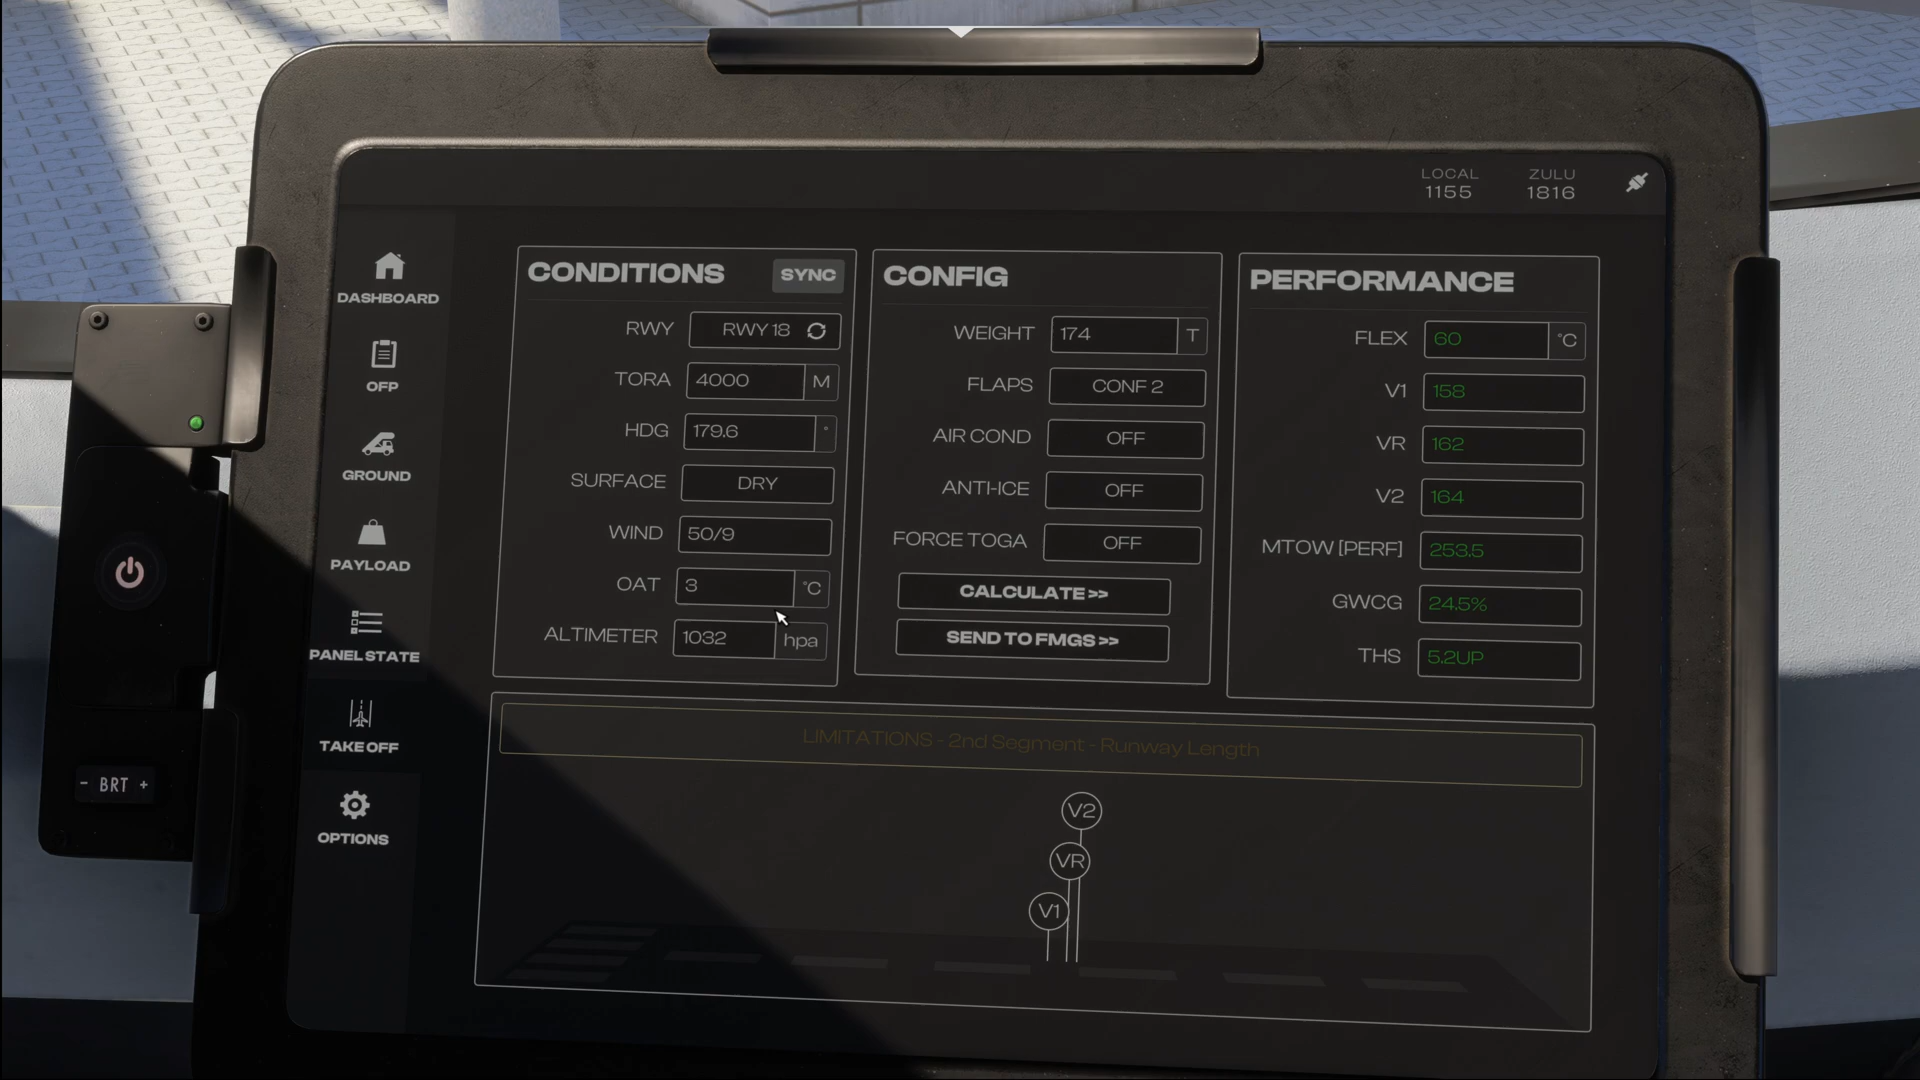 LOCAL ZULU
1155 1816
DASHBOARD
OFP
GROUND
PAYLOAD
PANEL STATE
TAKE OFF
OPTIONS
- BRT +
CONDITIONS SYNC
RWY RWY 18
TORA 4000 M
HDG 179.6 °
SURFACE DRY
WIND 50/9
OAT 3 °C
ALTIMETER 1032 hpa
CONFIG
WEIGHT 174 T
FLAPS CONF 2
AIR COND OFF
ANTI-ICE OFF
FORCE TOGA OFF
CALCULATE >>
SEND TO FMGS >>
PERFORMANCE
FLEX 60 °C
V1 158
VR 162
V2 164
MTOW [PERF] 253.5
GWCG 24.5%
THS 5.2UP
LIMITATIONS - 2nd Segment - Runway Length
V2
VR
V1